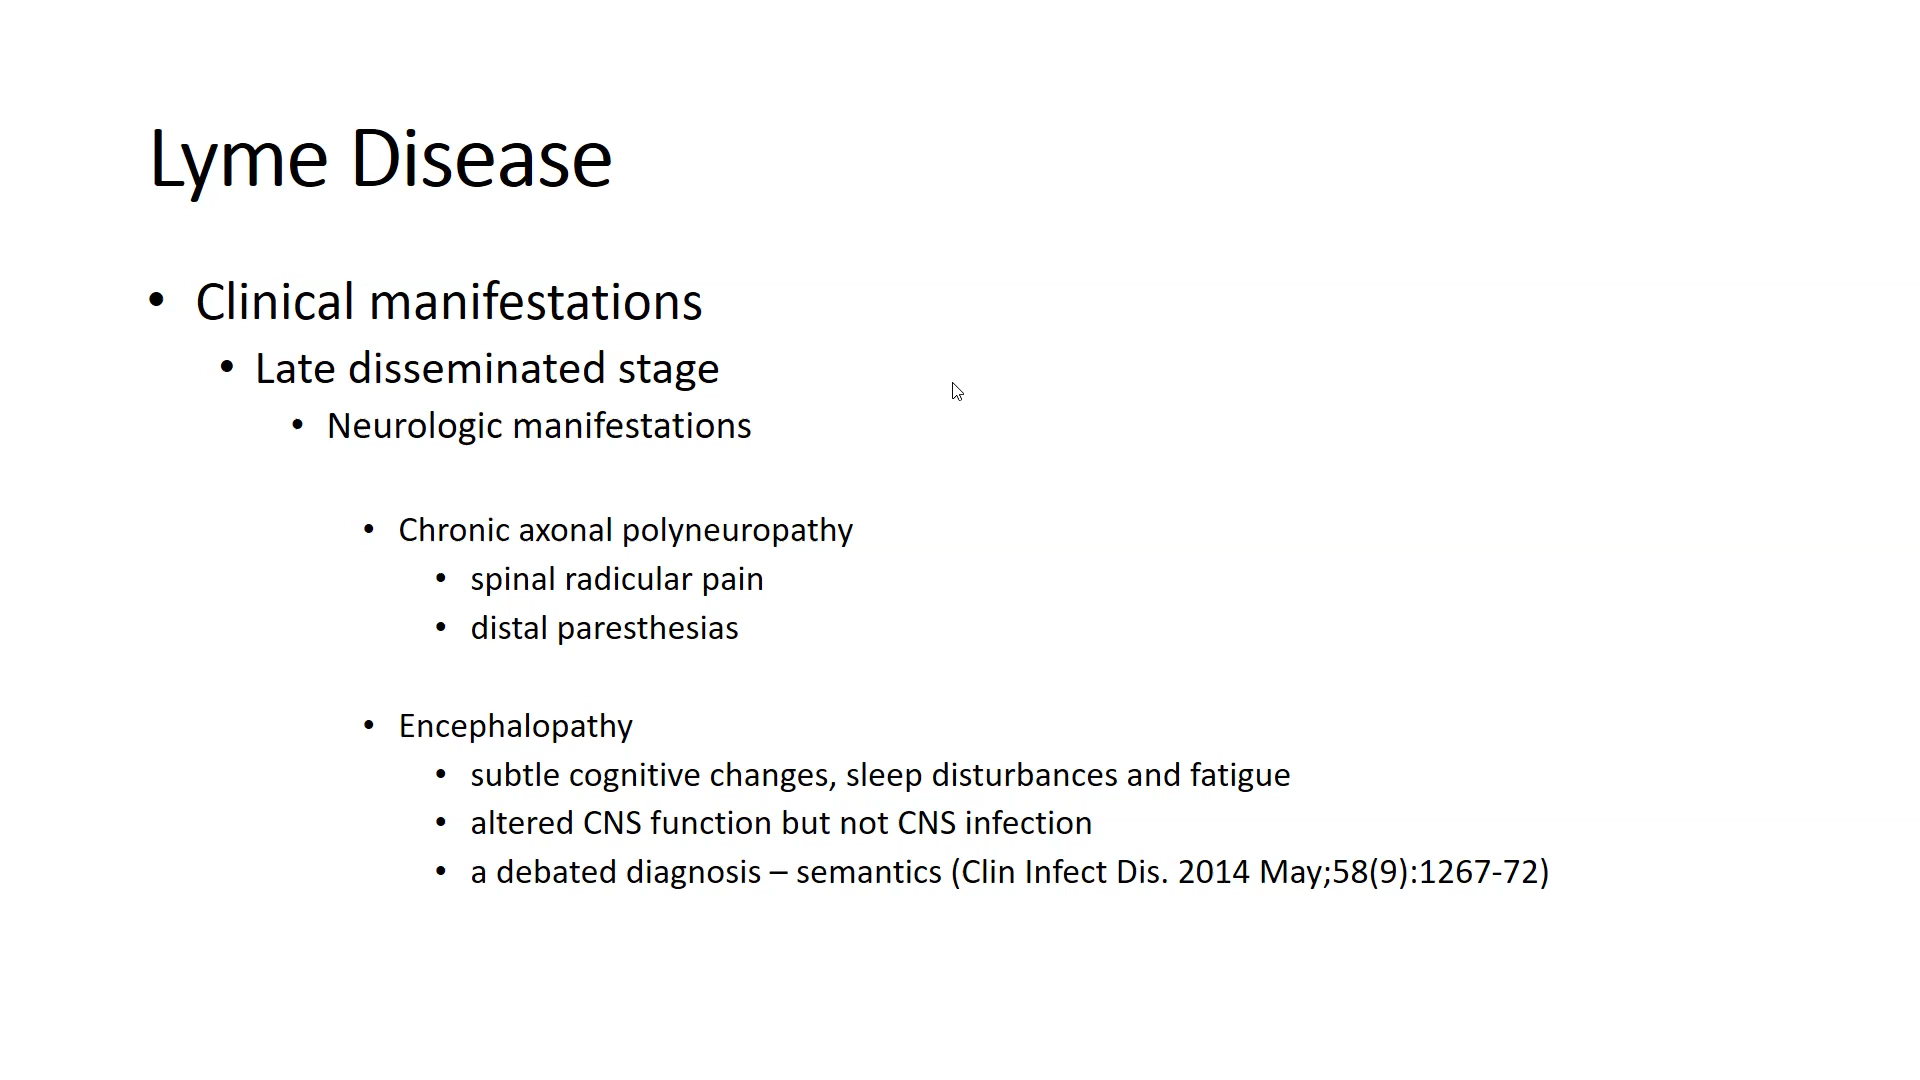 Lyme Disease
• Clinical manifestations
• Late disseminated stage
• Neurologic manifestations
• Chronic axonal polyneuropathy
• spinal radicular pain
• distal paresthesias
• Encephalopathy
• subtle cognitive changes, sleep disturbances and fatigue
• altered CNS function but not CNS infection
• a debated diagnosis – semantics (Clin Infect Dis. 2014 May;58(9):1267-72)